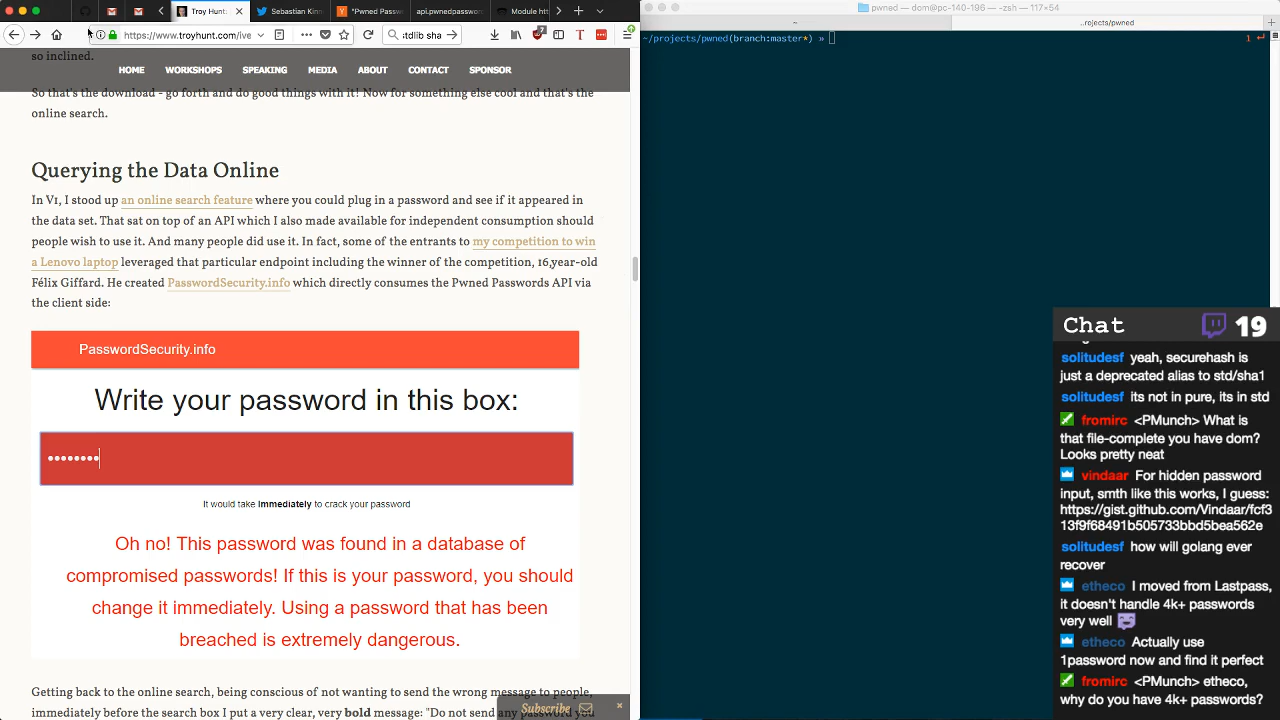 Troy Hunt:
Sebastian Kinn
"Pwned Passw
api.pwnedpasswo
Module htt
https://www.troyhunt.com/ive
itdlib sha
7
so inclined.
HOME WORKSHOPS SPEAKING MEDIA ABOUT CONTACT SPONSOR
So that's the download - go forth and do good things with it! Now for something else cool and that's the
online search.
Querying the Data Online
In V1, I stood up an online search feature where you could plug in a password and see if it appeared in
the data set. That sat on top of an API which I also made available for independent consumption should
people wish to use it. And many people did use it. In fact, some of the entrants to my competition to win
a Lenovo laptop leveraged that particular endpoint including the winner of the competition, 16,year-old
Félix Giffard. He created PasswordSecurity.info which directly consumes the Pwned Passwords API via
the client side:
PasswordSecurity.info
Write your password in this box:
••••••••
It would take Immediately to crack your password
Oh no! This password was found in a database of
compromised passwords! If this is your password, you should
change it immediately. Using a password that has been
breached is extremely dangerous.
Getting back to the online search, being conscious of not wanting to send the wrong message to people,
immediately before the search box I put a very clear, very bold message: "Do not send any password you
Subscribe
pwned — dom@pc-140-196 — -zsh — 117×54
~
..rojects/pwned
~/projects/pwned(branch:master*) »
1 ↵
Chat
19
solitudesf yeah, securehash is
just a deprecated alias to std/sha1
solitudesf its not in pure, its in std
fromirc <PMunch> What is
that file-complete you have dom?
Looks pretty neat
vindaar For hidden password
input, smth like this works, I guess:
https://gist.github.com/Vindaar/fcf3
13f9f68491b505733bbd5bea562e
solitudesf how will golang ever
recover
etheco I moved from Lastpass,
it doesn't handle 4k+ passwords
very well
etheco Actually use
1password now and find it perfect
fromirc <PMunch> etheco,
why do you have 4k+ passwords?